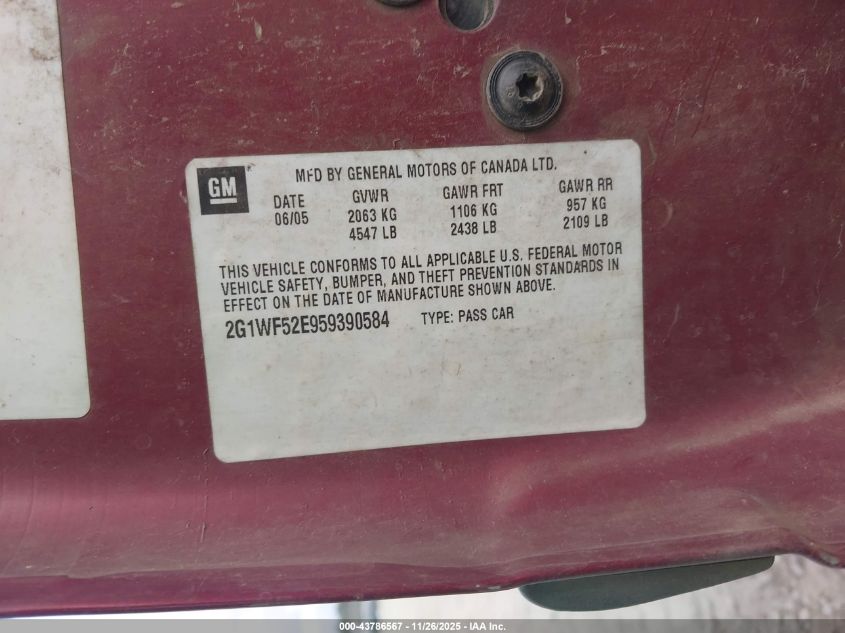 GM
MFD BY GENERAL MOTORS OF CANADA LTD.
DATE GVWR GAWR FRT GAWR RR
06/05 2063 KG 1106 KG 957 KG
4547 LB 2438 LB 2109 LB
THIS VEHICLE CONFORMS TO ALL APPLICABLE U.S. FEDERAL MOTOR
VEHICLE SAFETY, BUMPER, AND THEFT PREVENTION STANDARDS IN
EFFECT ON THE DATE OF MANUFACTURE SHOWN ABOVE.
2G1WF52E959390584 TYPE: PASS CAR
000-43786567 - 11/26/2025 - IAA Inc.